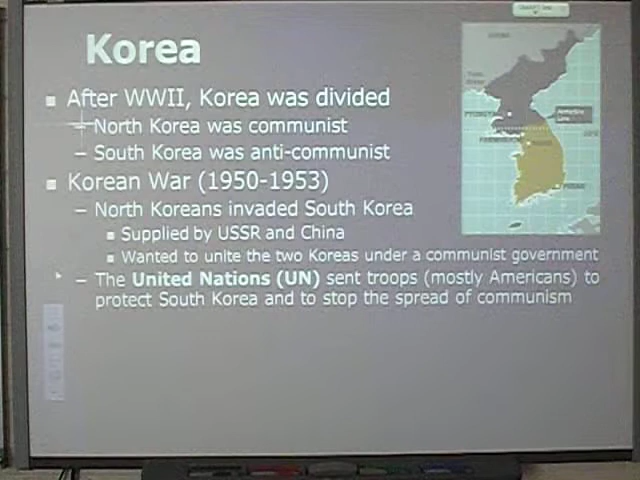 Korea
■ After WWII, Korea was divided
– North Korea was communist
– South Korea was anti-communist
■ Korean War (1950-1953)
– North Koreans invaded South Korea
■ Supplied by USSR and China
■ Wanted to unite the two Koreas under a communist government
– The United Nations (UN) sent troops (mostly Americans) to
protect South Korea and to stop the spread of communism